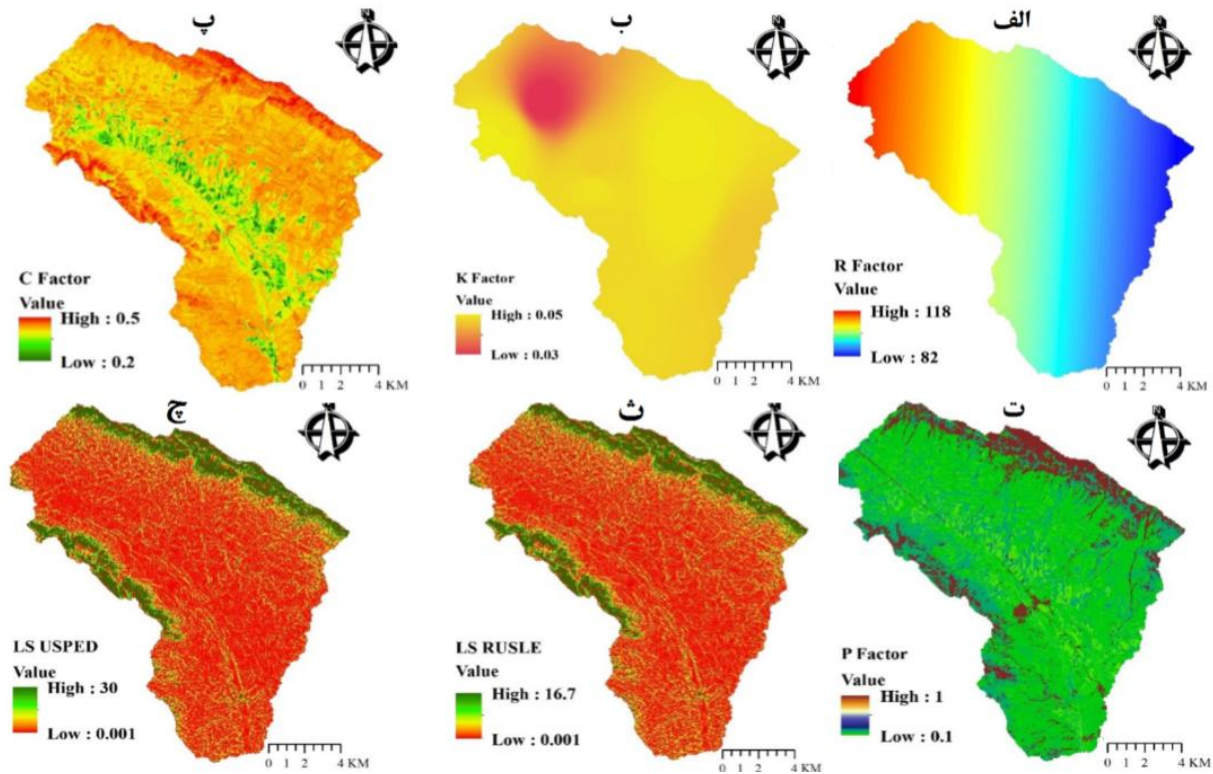 الف
N
R Factor
Value
High : 118
Low : 82
0 1 2 4 KM
ب
N
K Factor
Value
High : 0.05
Low : 0.03
0 1 2 4 KM
پ
N
C Factor
Value
High : 0.5
Low : 0.2
0 1 2 4 KM
ت
N
P Factor
Value
High : 1
Low : 0.1
0 1 2 4 KM
ث
N
LS RUSLE
Value
High : 16.7
Low : 0.001
0 1 2 4 KM
چ
N
LS USPED
Value
High : 30
Low : 0.001
0 1 2 4 KM